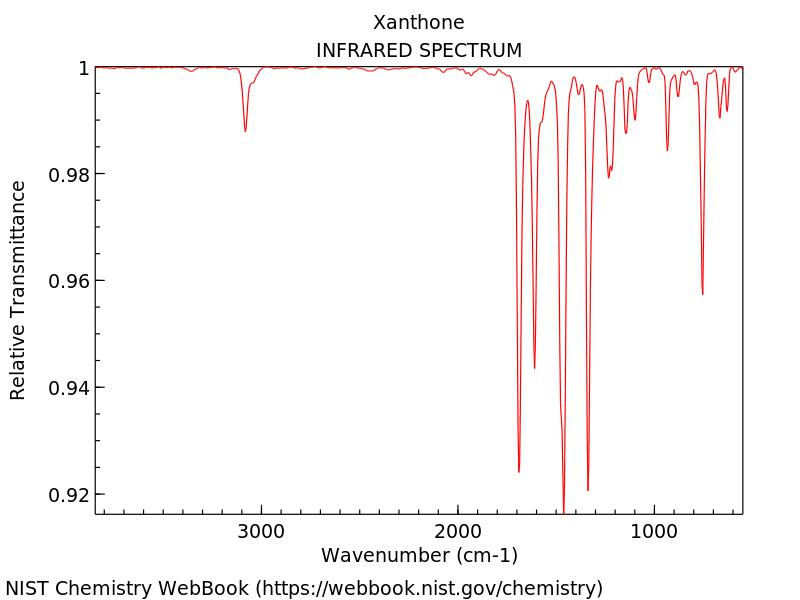 Xanthone
INFRARED SPECTRUM
1
0.98
0.96
0.94
0.92
Relative Transmittance
3000 2000 1000
Wavenumber (cm-1)
NIST Chemistry WebBook (https://webbook.nist.gov/chemistry)